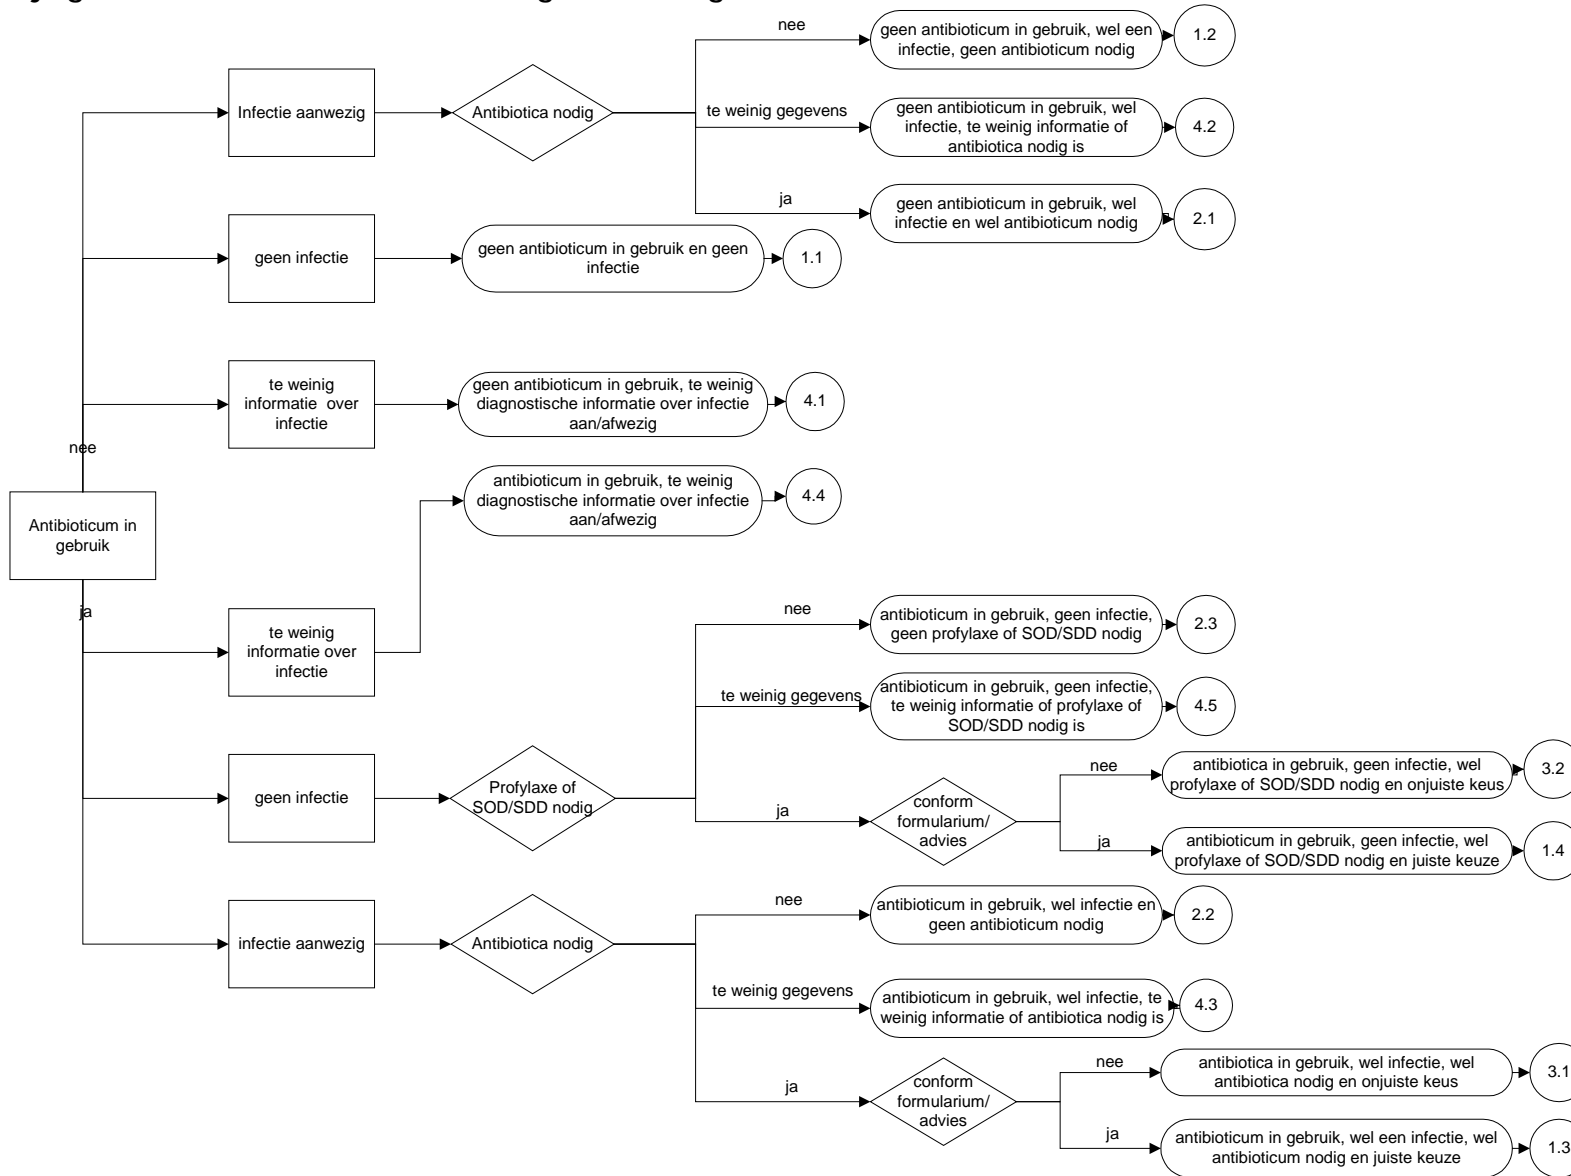 nee
geen antibioticum in gebruik, wel een
infectie, geen antibioticum nodig
1.2
Infectie aanwezig
Antibiotica nodig
te weinig gegevens
geen antibioticum in gebruik, wel
infectie, te weinig informatie of
antibiotica nodig is
4.2
ja
geen antibioticum in gebruik, wel
infectie en wel antibioticum nodig
2.1
geen infectie
geen antibioticum in gebruik en geen
infectie
1.1
te weinig
informatie over
infectie
geen antibioticum in gebruik, te weinig
diagnostische informatie over infectie
aan/afwezig
4.1
nee
antibioticum in gebruik, te weinig
diagnostische informatie over infectie
aan/afwezig
4.4
Antibioticum in
gebruik
ja
te weinig
informatie over
infectie
nee
antibioticum in gebruik, geen infectie,
geen profylaxe of SOD/SDD nodig
2.3
te weinig gegevens
antibioticum in gebruik, geen infectie,
te weinig informatie of profylaxe of
SOD/SDD nodig is
4.5
geen infectie
Profylaxe of
SOD/SDD nodig
ja
conform
formularium/
advies
nee
antibiotica in gebruik, geen infectie, wel
profylaxe of SOD/SDD nodig en onjuiste keus
3.2
ja
antibioticum in gebruik, geen infectie, wel
profylaxe of SOD/SDD nodig en juiste keuze
1.4
infectie aanwezig
Antibiotica nodig
nee
antibioticum in gebruik, wel infectie en
geen antibioticum nodig
2.2
te weinig gegevens
antibioticum in gebruik, wel infectie, te
weinig informatie of antibiotica nodig is
4.3
ja
conform
formularium/
advies
nee
antibiotica in gebruik, wel infectie, wel
antibiotica nodig en onjuiste keus
3.1
ja
antibioticum in gebruik, wel een infectie, wel
antibioticum nodig en juiste keuze
1.3